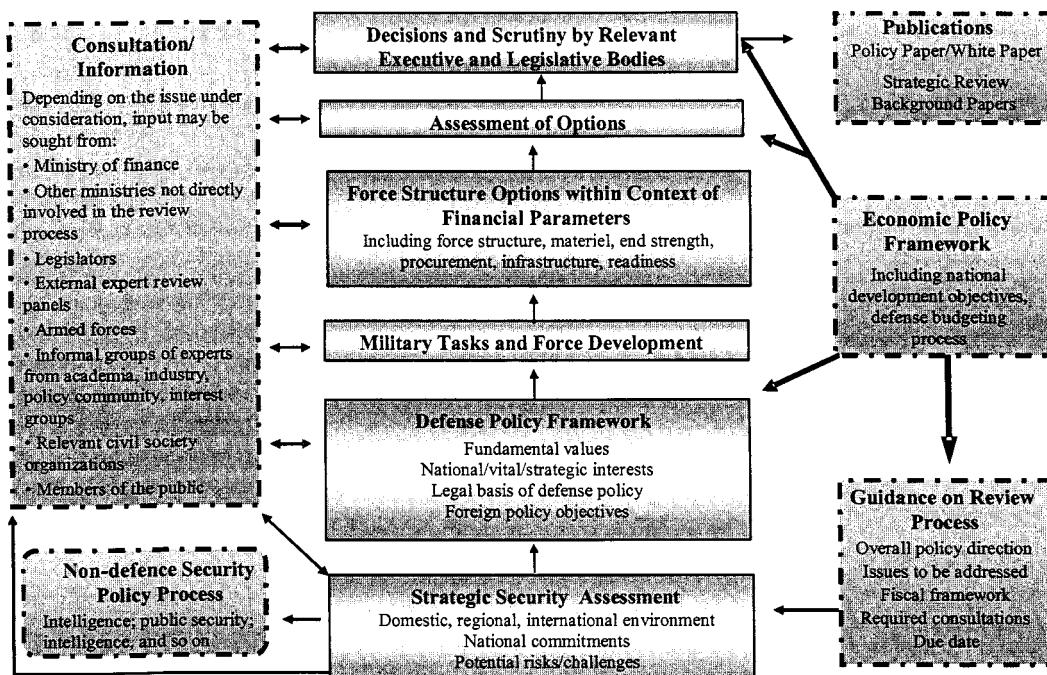 Consultation/
Information
Depending on the issue under
consideration, input may be
sought from:
• Ministry of finance
• Other ministries not directly
involved in the review
process
• Legislators
• External expert review
panels
• Armed forces
• Informal groups of experts
from academia, industry,
policy community, interest
groups
• Relevant civil society
organizations
• Members of the public
Non-defence Security
Policy Process
Intelligence; public security;
intelligence; and so on
Decisions and Scrutiny by Relevant
Executive and Legislative Bodies
Assessment of Options
Force Structure Options within Context of
Financial Parameters
Including force structure, materiel, end strength,
procurement, infrastructure, readiness
Military Tasks and Force Development
Defense Policy Framework
Fundamental values
National/vital/strategic interests
Legal basis of defense policy
Foreign policy objectives
Strategic Security Assessment
Domestic, regional, international environment
National commitments
Potential risks/challenges
Publications
Policy Paper/White Paper
Strategic Review
Background Papers
Economic Policy
Framework
Including national
development objectives,
defense budgeting
process
Guidance on Review
Process
Overall policy direction
Issues to be addressed
Fiscal framework
Required consultations
Due date